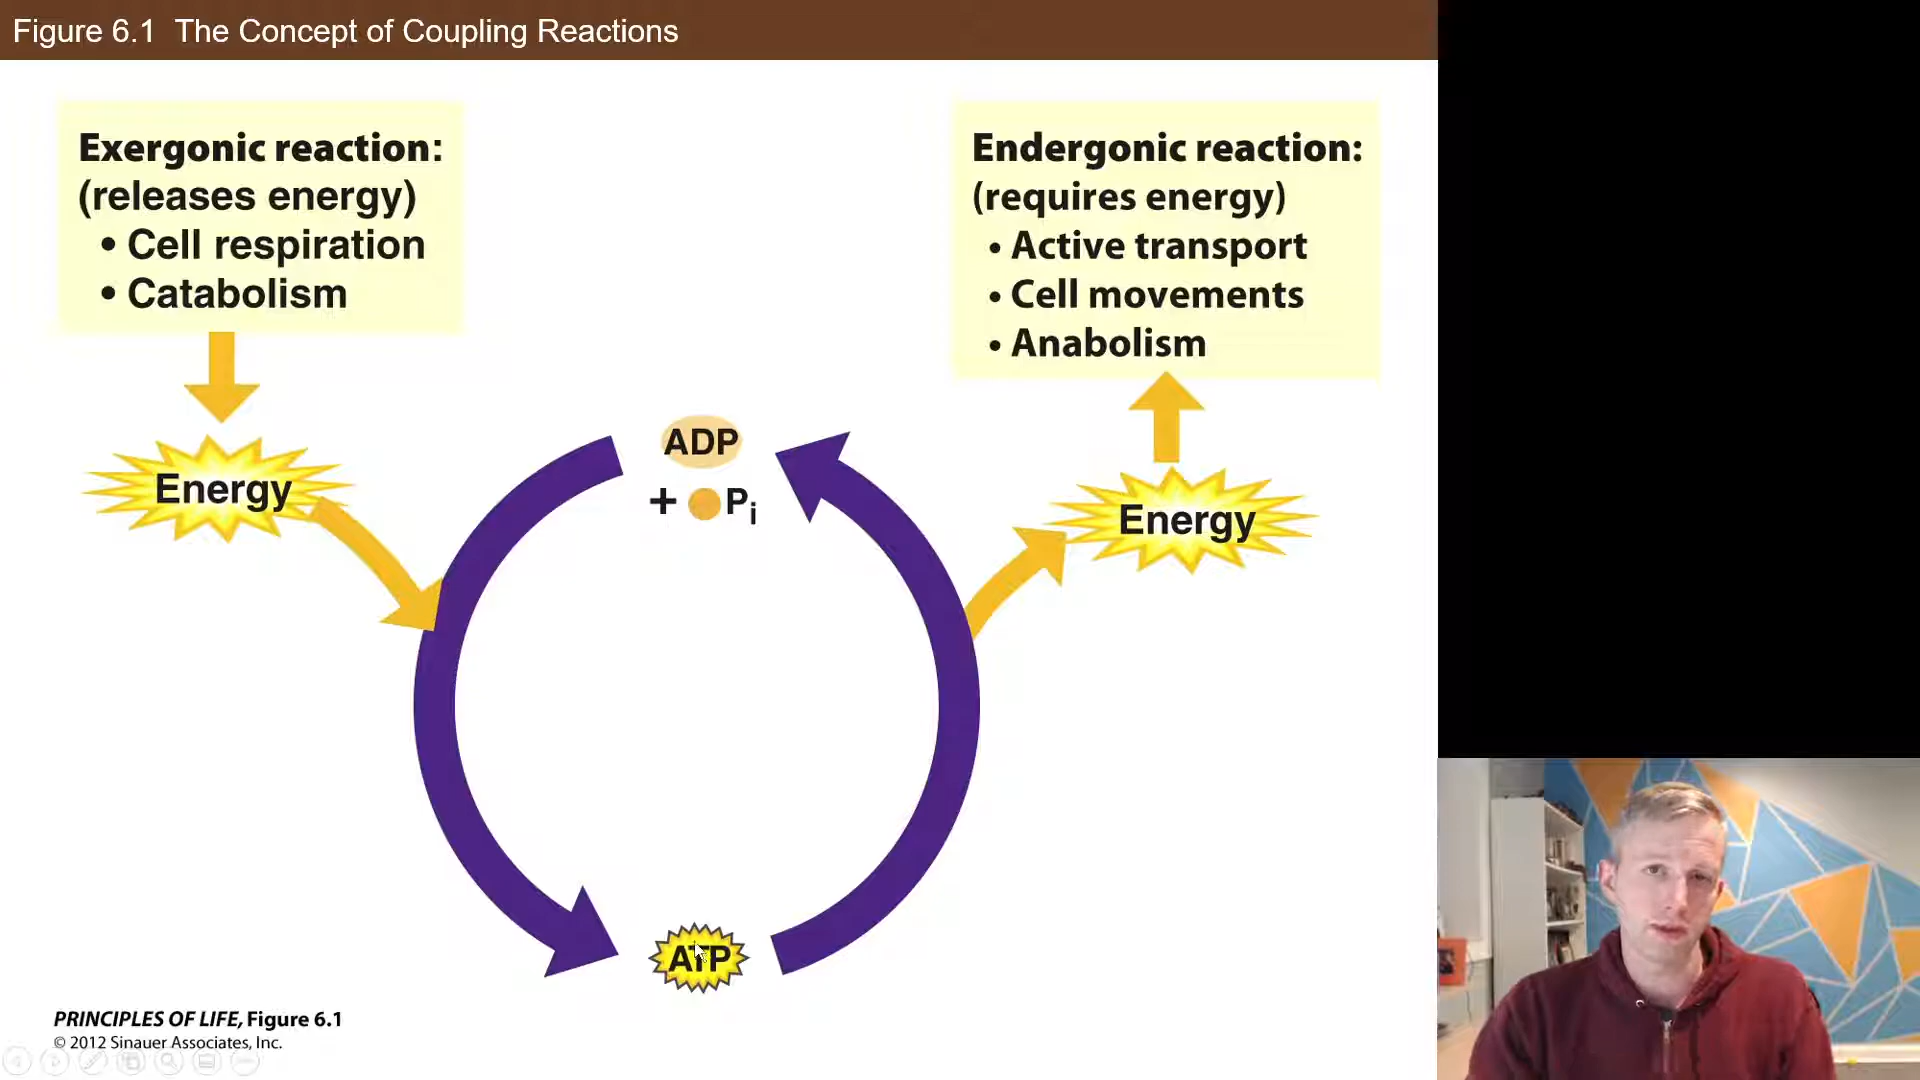 Figure 6.1 The Concept of Coupling Reactions
Exergonic reaction:
(releases energy)
• Cell respiration
• Catabolism
Endergonic reaction:
(requires energy)
• Active transport
• Cell movements
• Anabolism
Energy
ADP
+ Pi
Energy
ATP
PRINCIPLES OF LIFE, Figure 6.1
© 2012 Sinauer Associates, Inc.